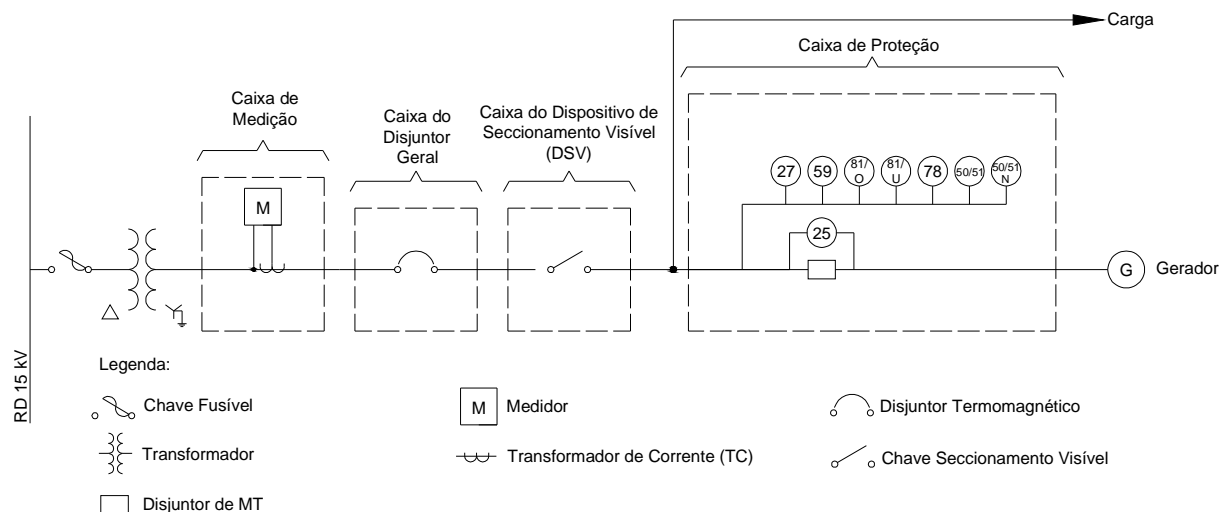 Carga
Caixa de Proteção
Caixa de
Medição
Caixa do
Disjuntor
Geral
Caixa do Dispositivo de
Seccionamento Visível
(DSV)
M
27
59
81/
O
81/
U
78
50/51
50/51
N
25
G
Gerador
RD 15 kV
Legenda:
Chave Fusível
M
Medidor
Disjuntor Termomagnético
Transformador
Transformador de Corrente (TC)
Chave Seccionamento Visível
Disjuntor de MT